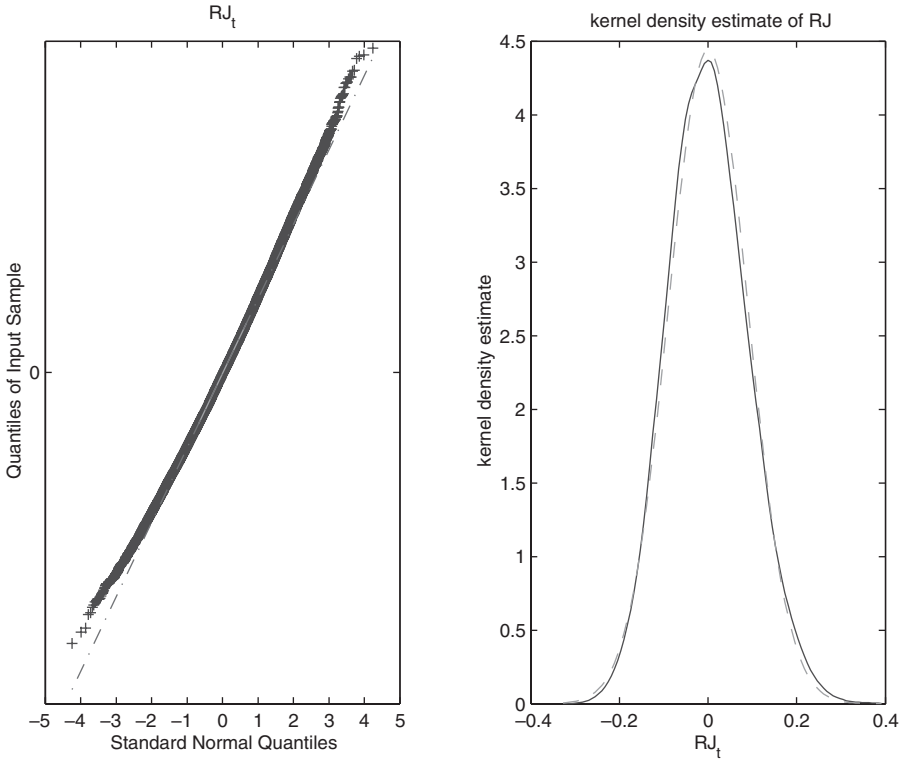 RJt
Quantiles of Input Sample
0
–5 –4 –3 –2 –1 0 1 2 3 4 5
Standard Normal Quantiles
kernel density estimate of RJ
kernel density estimate
4.5
4
3.5
3
2.5
2
1.5
1
0.5
0
–0.4 –0.2 0 0.2 0.4
RJt